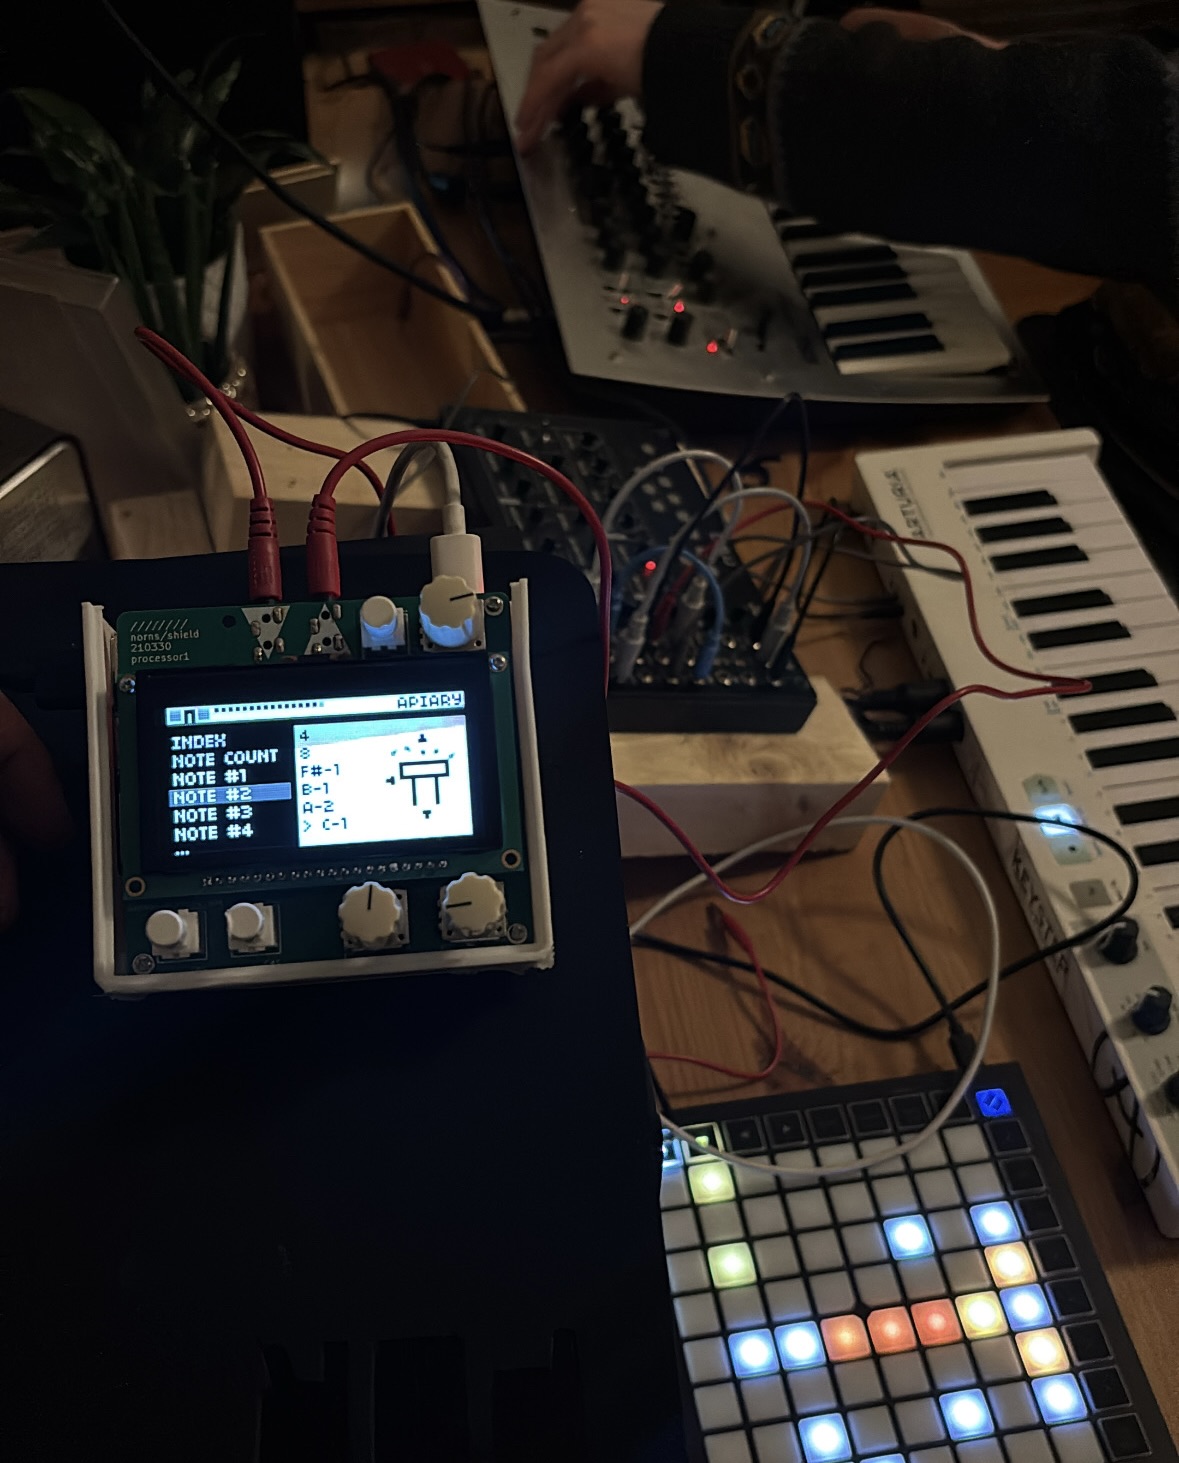 ////////
norns/shield
210330
processor1
APIARY
INDEX
NOTE COUNT
NOTE #1
NOTE #2
NOTE #3
NOTE #4
...
4
8
F#-1
B-1
A-2
> C-1
ARTURIA
KEYSTEP